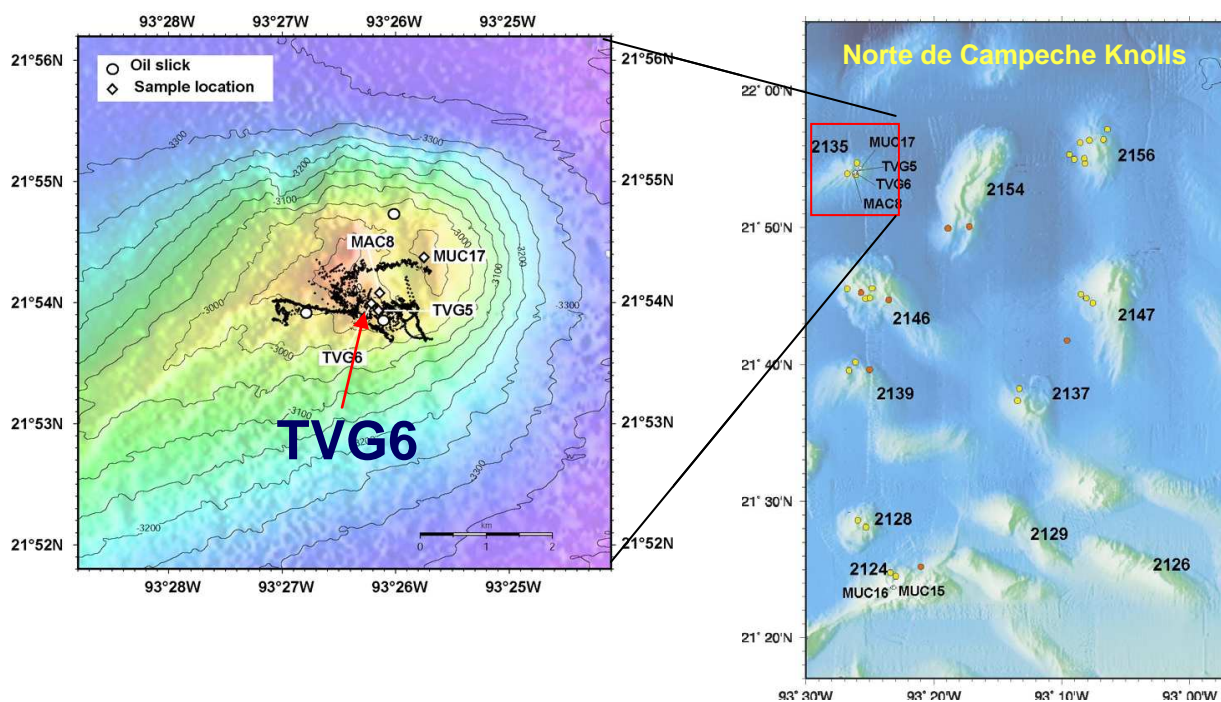 93°28W 93°27W 93°26W 93°25W
21°56N
21°55N
21°54N
21°53N
21°52N
Oil slick
Sample location
-3300
-3200
-3100
-3000
MAC8
MUC17
-3000
-3100
-3200
-3300
TVG5
-3000
-3000
TVG6
TVG6
-3100
-3200
-3300
-3200
km
0 1 2
21°56N
21°55N
21°54N
21°53N
21°52N
93°28W 93°27W 93°26W 93°25W
Norte de Campeche Knolls
22° 00'N
21° 50'N
21° 40'N
21° 30'N
21° 20'N
2135
MUC17
TVG5
TVG6
MAC8
2156
2154
2146
2147
2139
2137
2128
2129
2124
2126
MUC16
MUC15
93° 30'W 93° 20'W 93° 10'W 93° 00'W